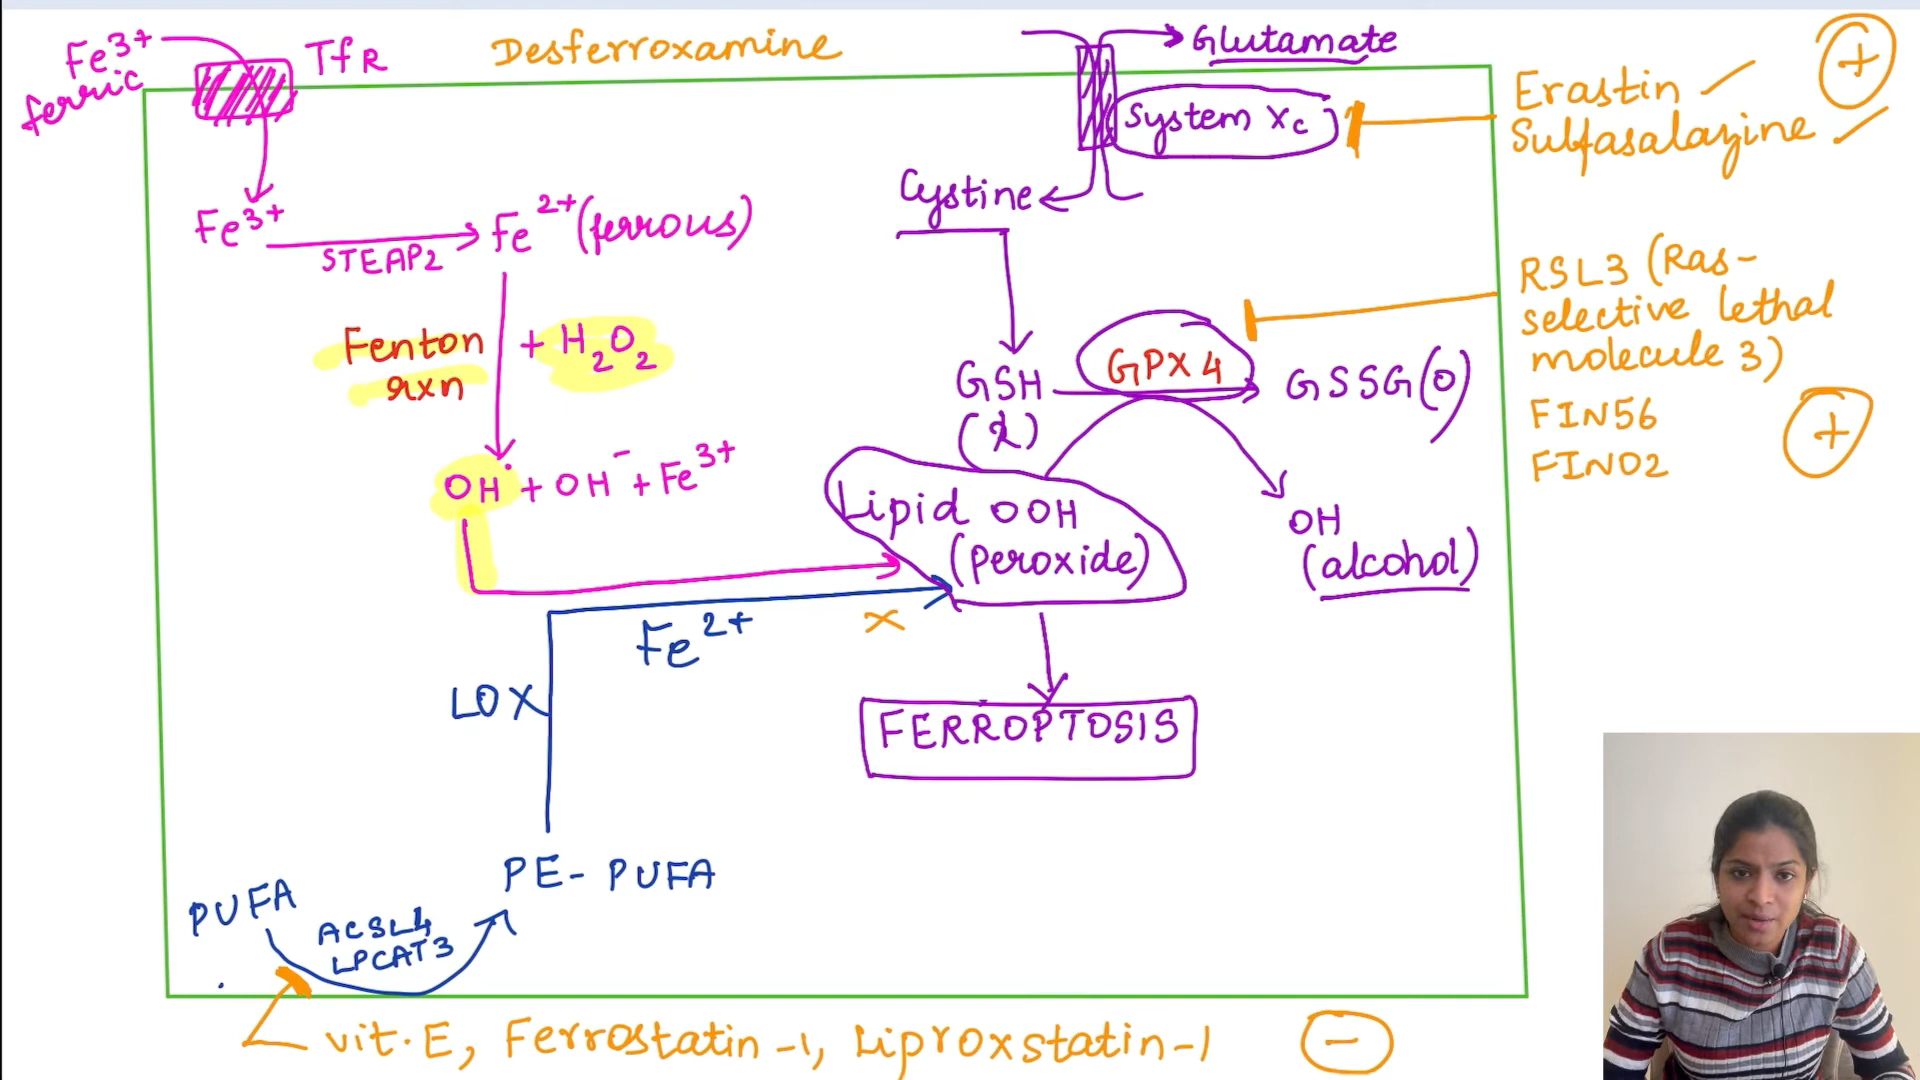 Fe3+
ferric
TfR
Desferroxamine
Glutamate
System Xc
Erastin
Sulfasalazine
+
Cystine
Fe3+
STEAP2
Fe2+ (ferrous)
Fenton
rxn
+ H2O2
GSH
GPX4
GSSG (O)
RSL3 (Ras-
selective lethal
molecule 3)
FIN56
FINO2
+
OH• + OH⁻ + Fe3+
Lipid OOH
(Peroxide)
OH
(alcohol)
Fe2+
x
LOX
FERROPTOSIS
PUFA
ACSL4
LPCAT3
PE- PUFA
vit. E, Ferrostatin-1, Liproxstatin-1
-